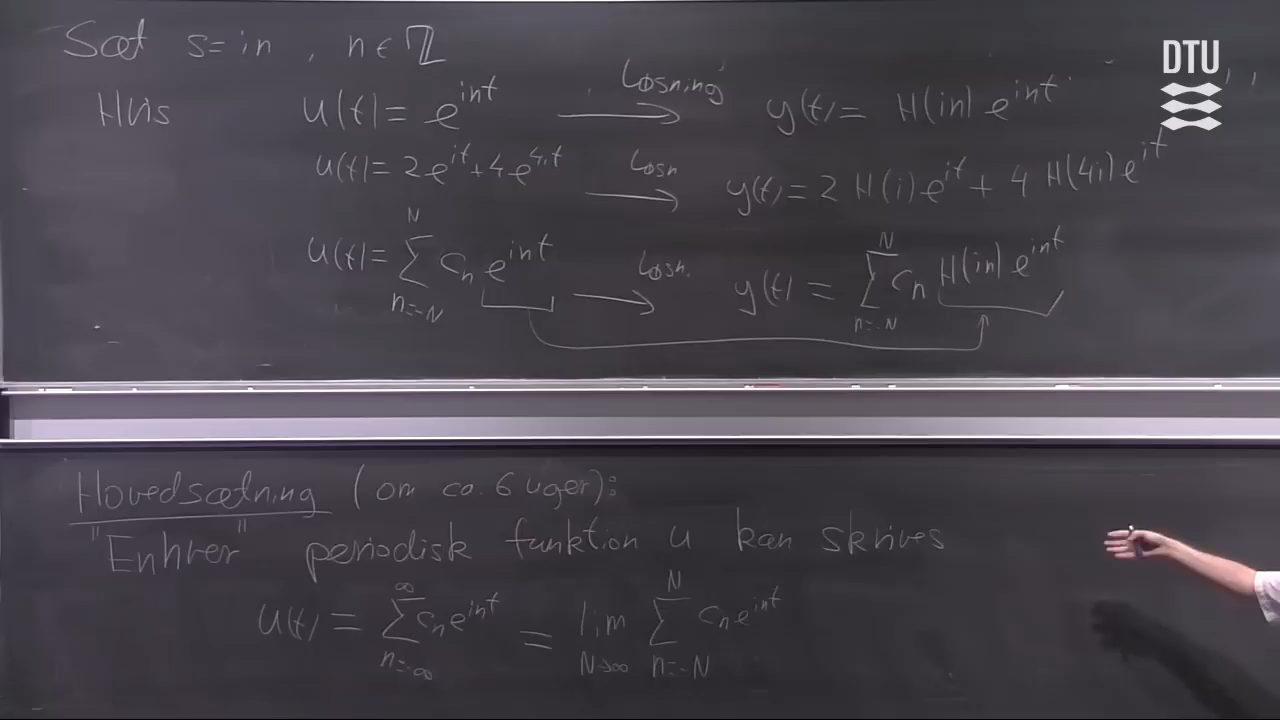 Sæt s=in , n∈ℤ
DTU
Hvis u(t)= e^{int} Løsning → y(t)= H(in) e^{int}
u(t)= 2e^{it}+4e^{4it} Løsn → y(t)= 2 H(i)e^{it}+ 4 H(4i)e^{it}
u(t)= ∑_{n=-N}^{N} c_n e^{int} Løsn. → y(t) = ∑_{n=-N}^{N} c_n H(in) e^{int}
Hovedsætning (om ca. 6 uger):
"Enhver" periodisk funktion u kan skrives
u(t) = ∑_{n=-∞}^{∞} c_n e^{int} = lim_{N→∞} ∑_{n=-N}^{N} c_n e^{int}